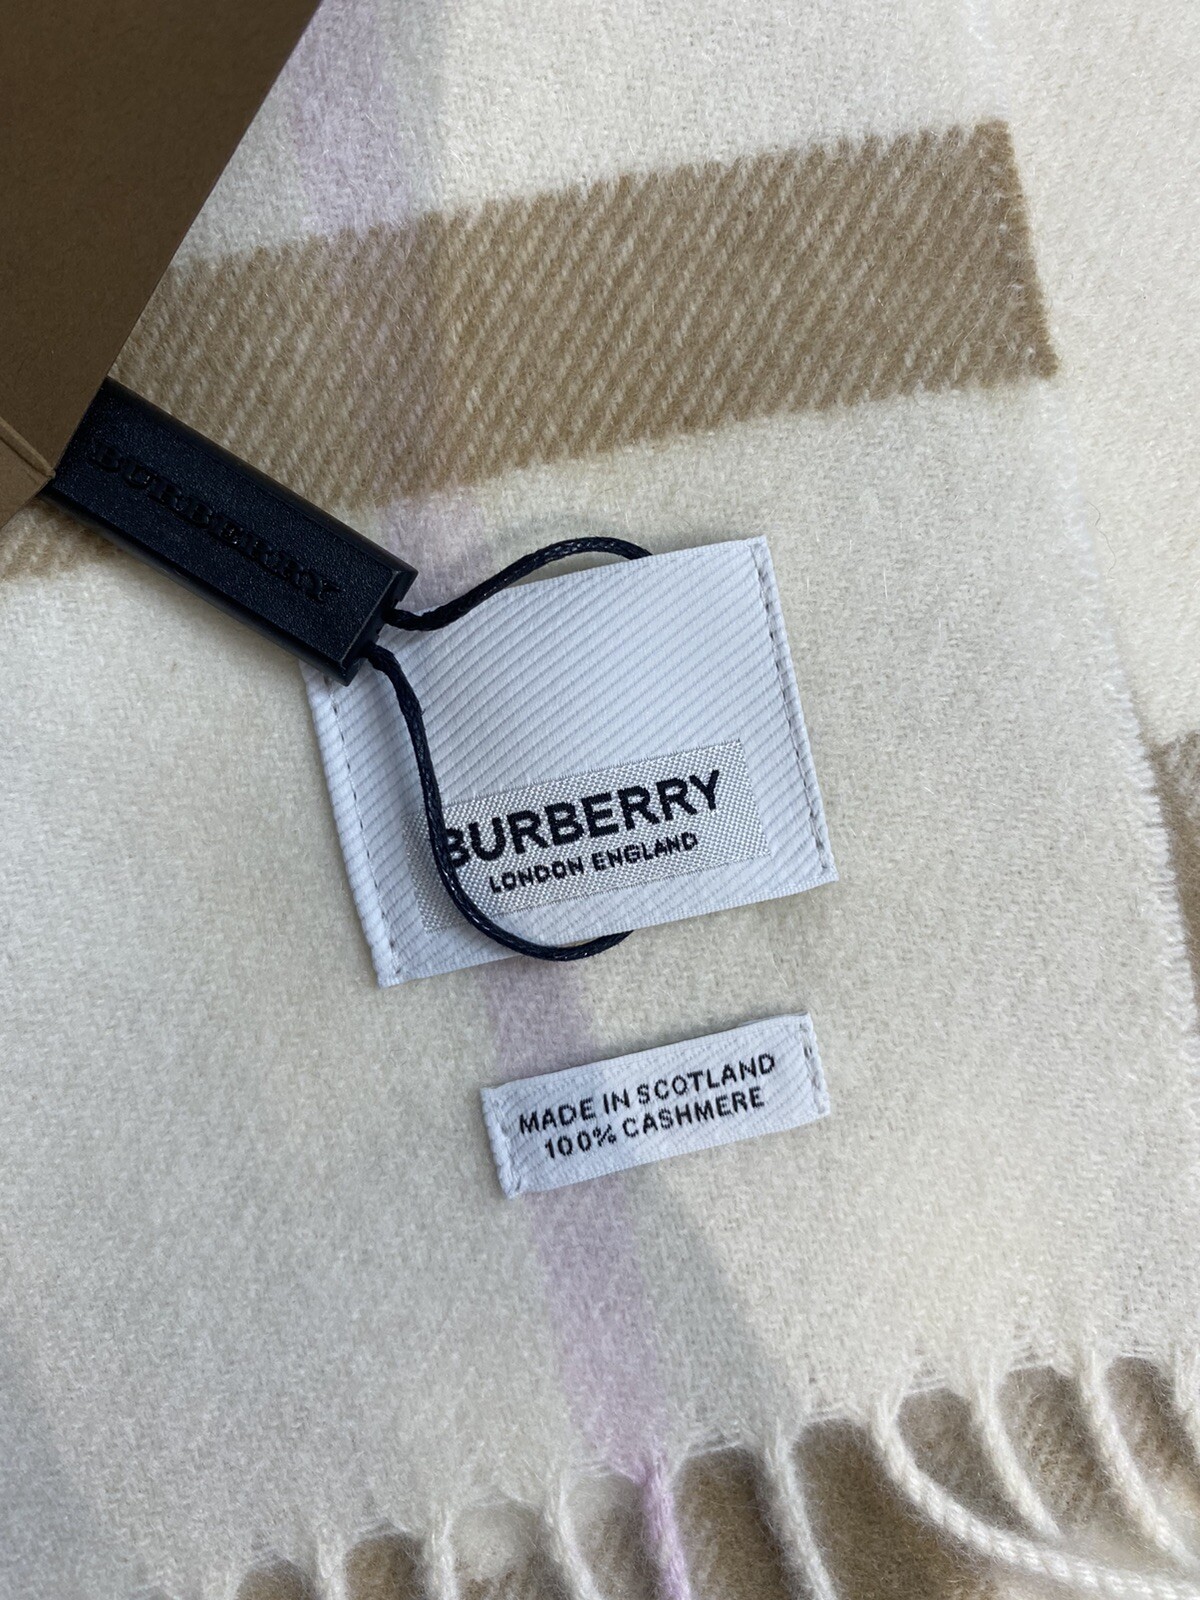 BURBERRY
BURBERRY
LONDON ENGLAND
MADE IN SCOTLAND
100% CASHMERE